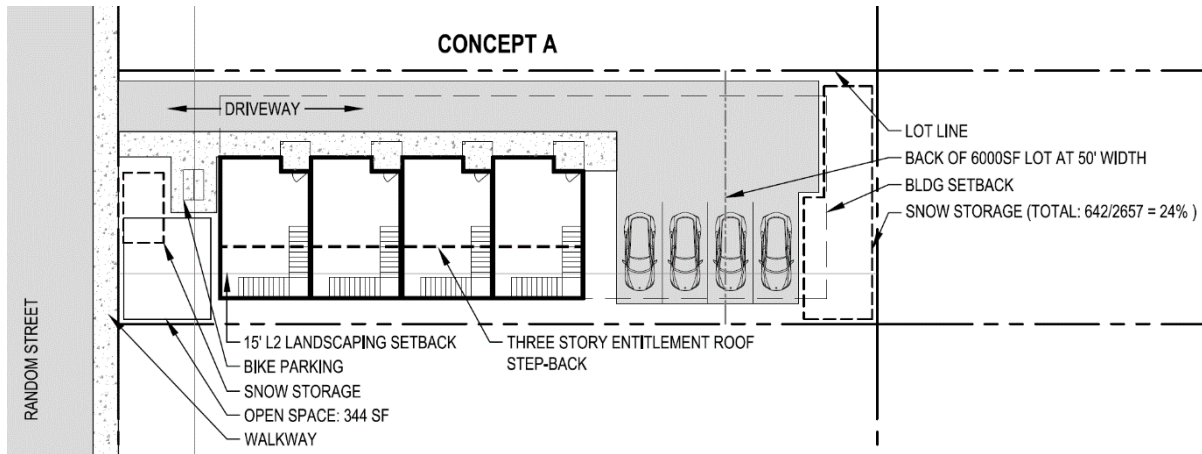 CONCEPT A
DRIVEWAY
LOT LINE
BACK OF 6000SF LOT AT 50' WIDTH
BLDG SETBACK
SNOW STORAGE (TOTAL: 642/2657 = 24% )
RANDOM STREET
15' L2 LANDSCAPING SETBACK
BIKE PARKING
SNOW STORAGE
OPEN SPACE: 344 SF
WALKWAY
THREE STORY ENTITLEMENT ROOF
STEP-BACK